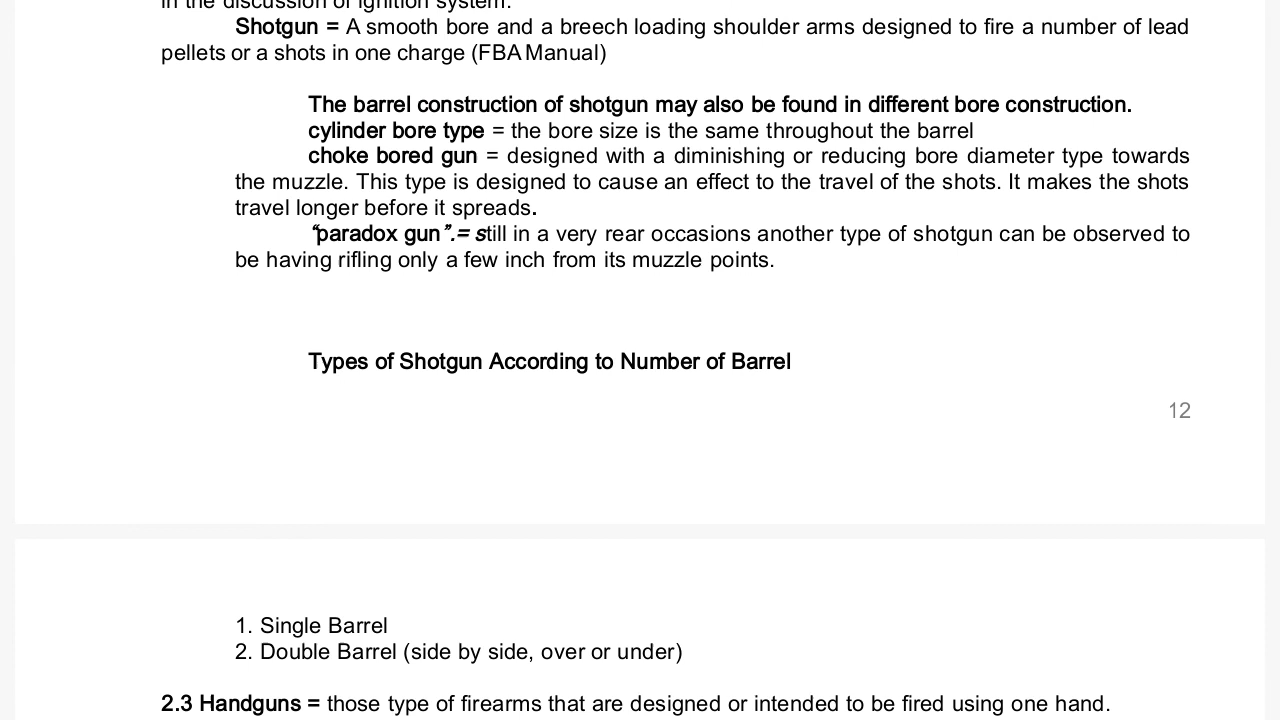 in the discussion of ignition system.
Shotgun = A smooth bore and a breech loading shoulder arms designed to fire a number of lead
pellets or a shots in one charge (FBA Manual)
The barrel construction of shotgun may also be found in different bore construction.
cylinder bore type = the bore size is the same throughout the barrel
choke bored gun = designed with a diminishing or reducing bore diameter type towards
the muzzle. This type is designed to cause an effect to the travel of the shots. It makes the shots
travel longer before it spreads.
“paradox gun”.= still in a very rear occasions another type of shotgun can be observed to
be having rifling only a few inch from its muzzle points.
Types of Shotgun According to Number of Barrel
12
1. Single Barrel
2. Double Barrel (side by side, over or under)
2.3 Handguns = those type of firearms that are designed or intended to be fired using one hand.